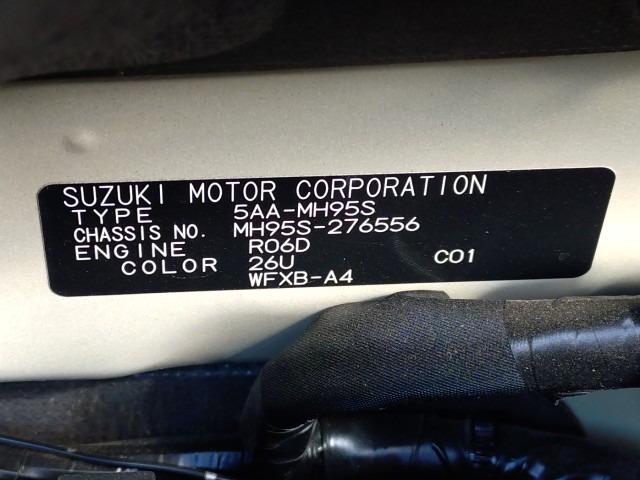 SUZUKI MOTOR CORPORATION
TYPE 5AA-MH95S
CHASSIS NO. MH95S-276556
ENGINE R06D
COLOR 26U C01
WFXB-A4